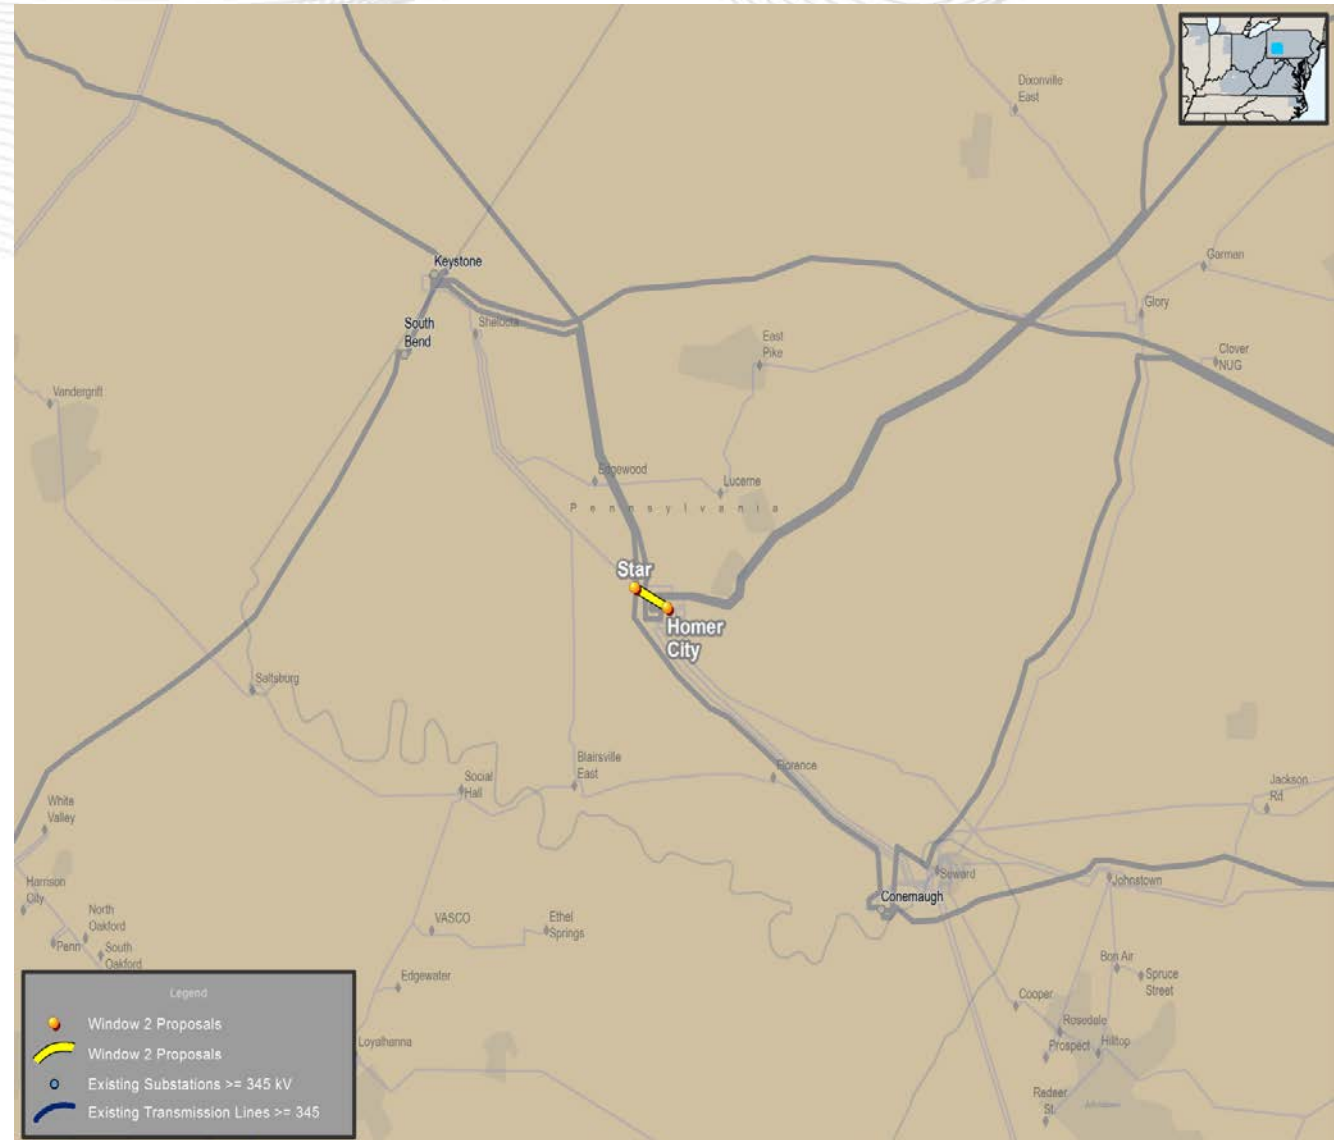 Dixonville
East
Keystone
Garman
Glory
South
Bend
Shelocta
East
Pike
Clover
NUG
Vandergrift
Edgewood
Lucerne
Pennsylvania
Star
Homer
City
Saltsburg
Blairsville
East
Florence
Social
Hall
Jackson
Rd
White
Valley
Seward
Johnstown
Conemaugh
Harrison
City
North
Oakford
VASCO
Ethel
Springs
Penn
South
Oakford
Bon Air
Spruce
Street
Edgewater
Cooper
Rosedale
Prospect
Hilltop
Loyalhanna
Legend
Window 2 Proposals
Window 2 Proposals
Existing Substations >= 345 kV
Existing Transmission Lines >= 345